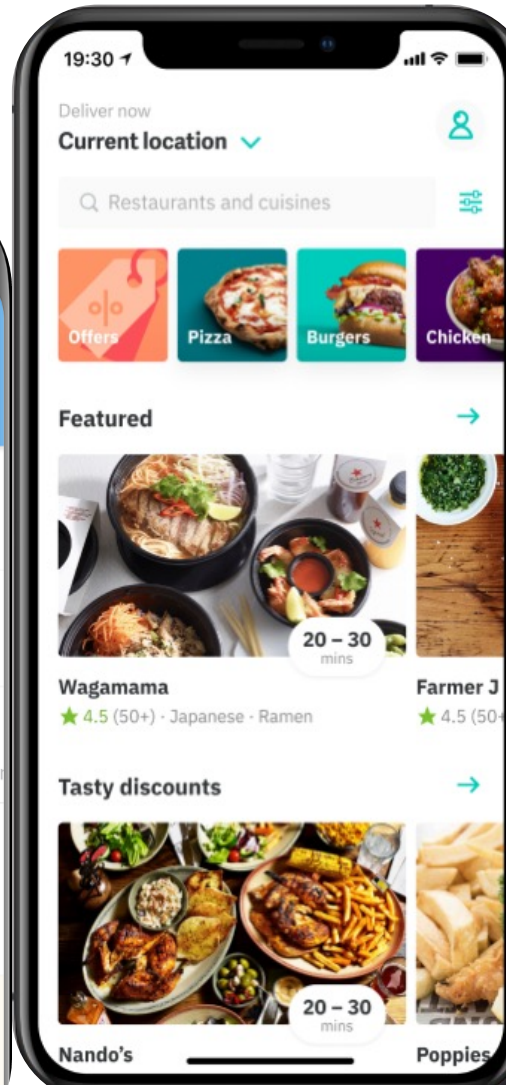 19:30
Deliver now
Current location
Restaurants and cuisines
Offers
Pizza
Burgers
Chicken
Featured
20 – 30
mins
Wagamama
Farmer J
4.5 (50+) · Japanese · Ramen
4.5 (50+
Tasty discounts
20 – 30
mins
Nando's
Poppies